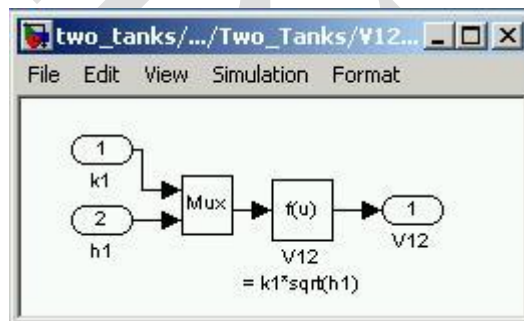 two_tanks/.../Two_Tanks/V12...
File Edit View Simulation Format
1
k1
2
h1
Mux
f(u)
V12
= k1*sqrt(h1)
1
V12